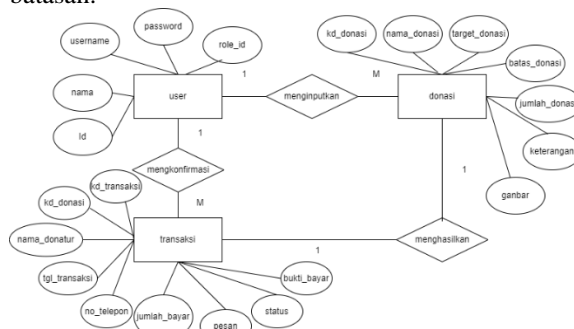 batasan.
password
username
role_id
nama
Id
user
1
menginputkan
M
donasi
kd_donasi
nama_donasi
target_donasi
batas_donasi
jumlah_donasi
keterangan
ganbar
1
mengkonfirmasi
M
1
menghasilkan
1
transaksi
kd_transaksi
kd_donasi
nama_donatur
tgl_transaksi
no_telepon
jumlah_bayar
pesan
status
bukti_bayar